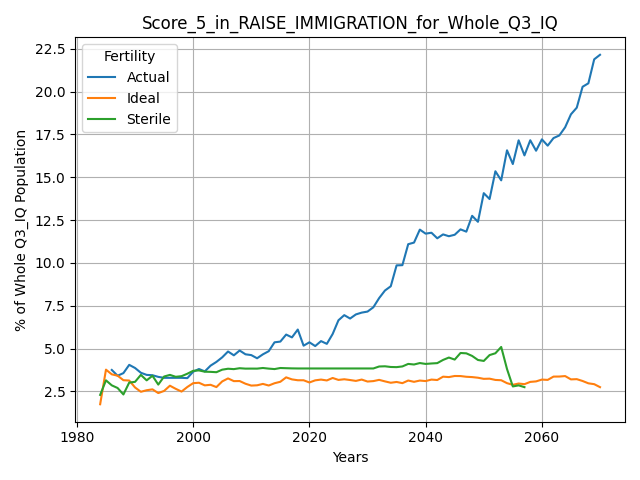 Score_5_in_RAISE_IMMIGRATION_for_Whole_Q3_IQ
Fertility
Actual
Ideal
Sterile
% of Whole Q3_IQ Population
22.5
20.0
17.5
15.0
12.5
10.0
7.5
5.0
2.5
1980 2000 2020 2040 2060
Years